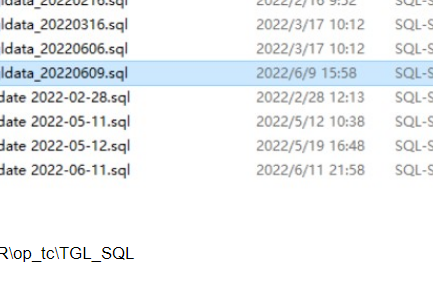 ldata_20220216.sql 2022/2/16 9:52 SQL-S
ldata_20220316.sql 2022/3/17 10:12 SQL-S
ldata_20220606.sql 2022/3/17 10:12 SQL-S
ldata_20220609.sql 2022/6/9 15:58 SQL-S
date 2022-02-28.sql 2022/2/28 12:13 SQL-S
date 2022-05-11.sql 2022/5/12 10:38 SQL-S
date 2022-05-12.sql 2022/5/19 16:48 SQL-S
date 2022-06-11.sql 2022/6/11 21:58 SQL-S
R\op_tc\TGL_SQL